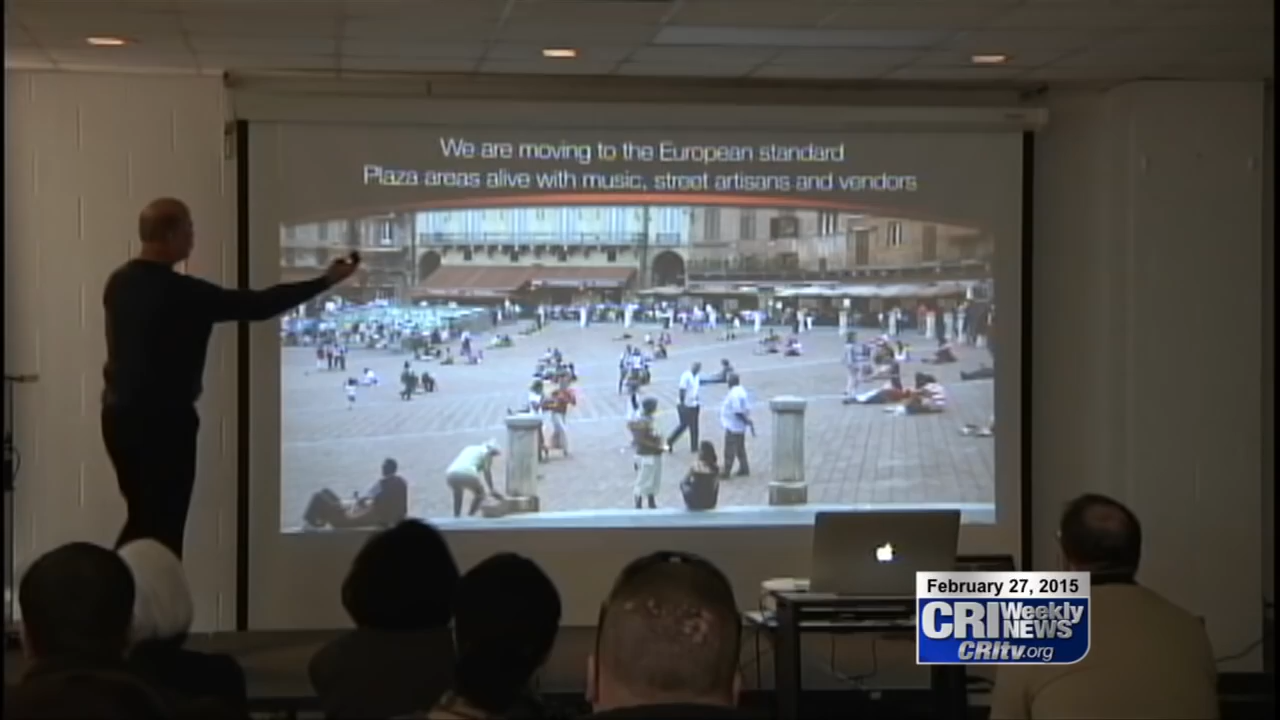 We are moving to the European standard
Plaza areas alive with music, street artisans and vendors
February 27, 2015
CRI Weekly NEWS
CRItv.org